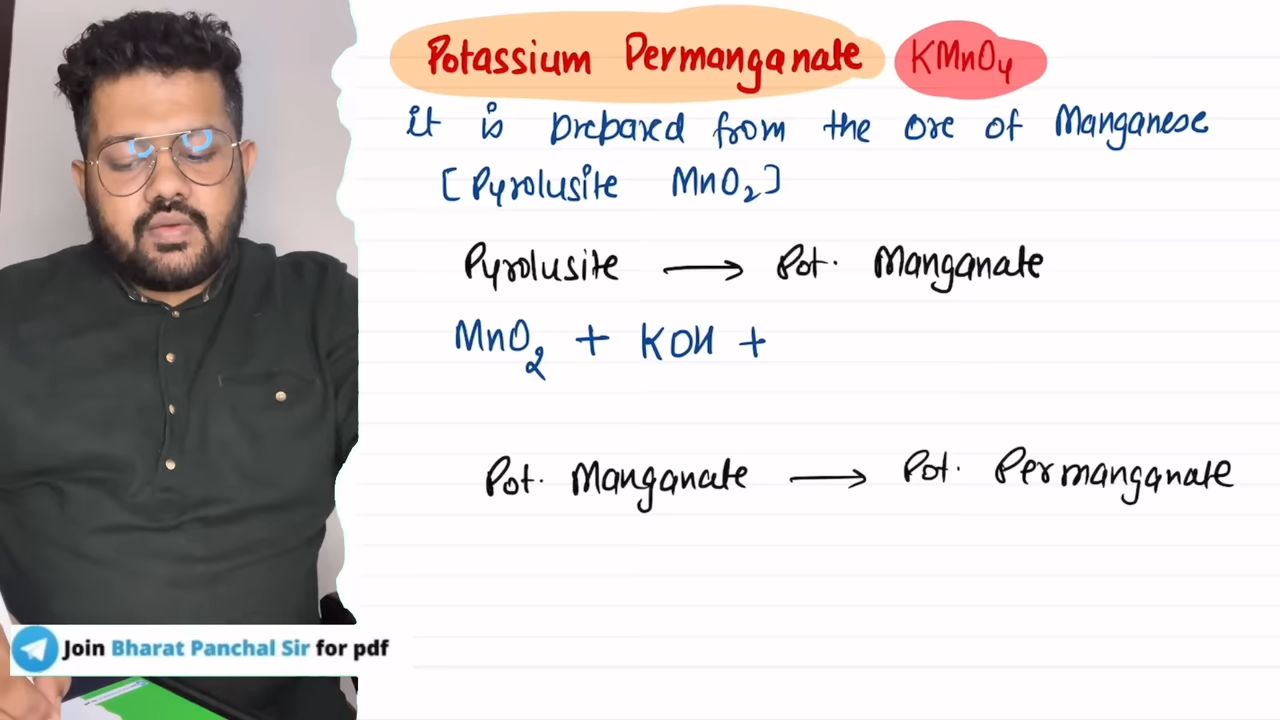 Potassium Permanganate KMnO₄
it is prepared from the ore of Manganese
[Pyrolusite MnO₂]
Pyrolusite ⟶ Pot. Manganate
MnO₂ + KOH +
Pot. Manganate ⟶ Pot. Permanganate
Join Bharat Panchal Sir for pdf